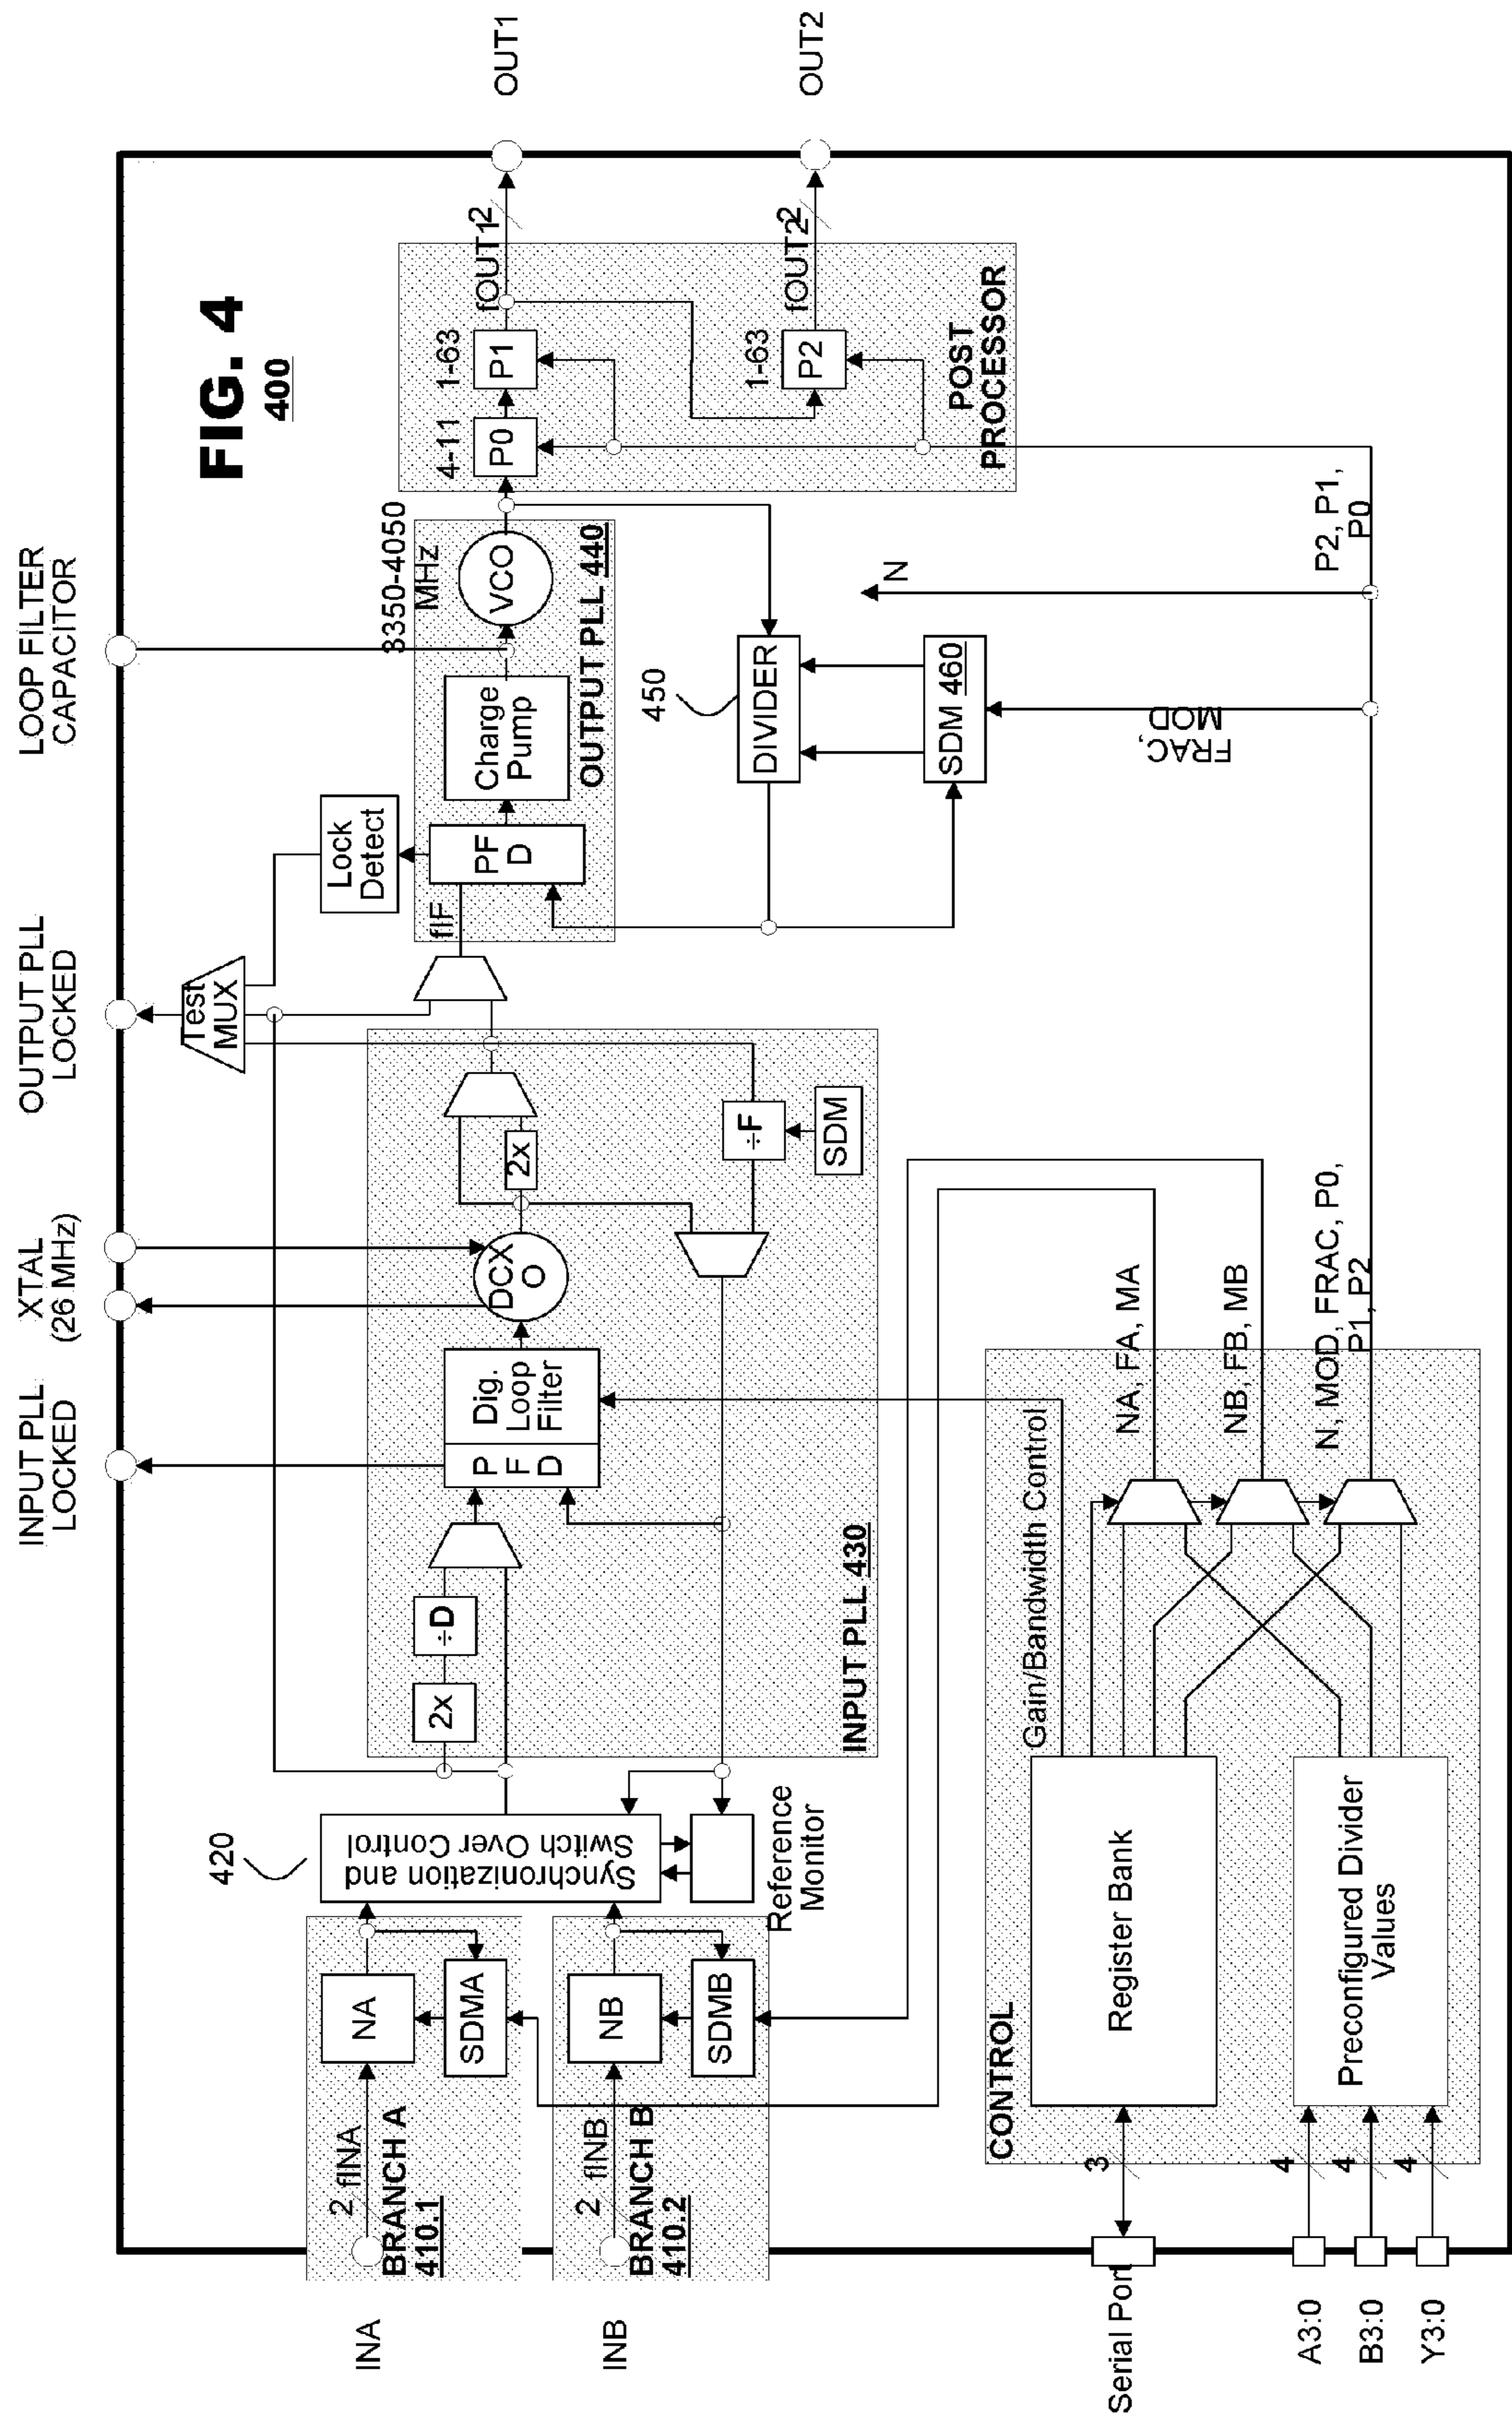 FIG. 4
400
INPUT PLL
LOCKED
XTAL
(26 MHz)
OUTPUT PLL
LOCKED
LOOP FILTER
CAPACITOR
INA
2
fINA
BRANCH A
410.1
NA
SDMA
INB
2
fINB
BRANCH B
410.2
NB
SDMB
420
Synchronization and
Switch Over Control
Reference
Monitor
2x
÷D
P
F
D
Dig.
Loop
Filter
DCX
O
2x
÷F
SDM
INPUT PLL 430
Test
MUX
Lock
Detect
fIF
PF
D
Charge
Pump
VCO
3350-4050
MHz
OUTPUT PLL 440
450
DIVIDER
SDM 460
FRAC,
MOD
N
P2, P1,
P0
4-11
P0
1-63
P1
fOUT1
2
OUT1
1-63
P2
fOUT2
2
OUT2
POST
PROCESSOR
CONTROL
Serial Port
3
Register Bank
Gain/Bandwidth Control
NA, FA, MA
NB, FB, MB
N, MOD, FRAC, P0,
P1, P2
A3:0
4
B3:0
4
Y3:0
4
Preconfigured Divider
Values